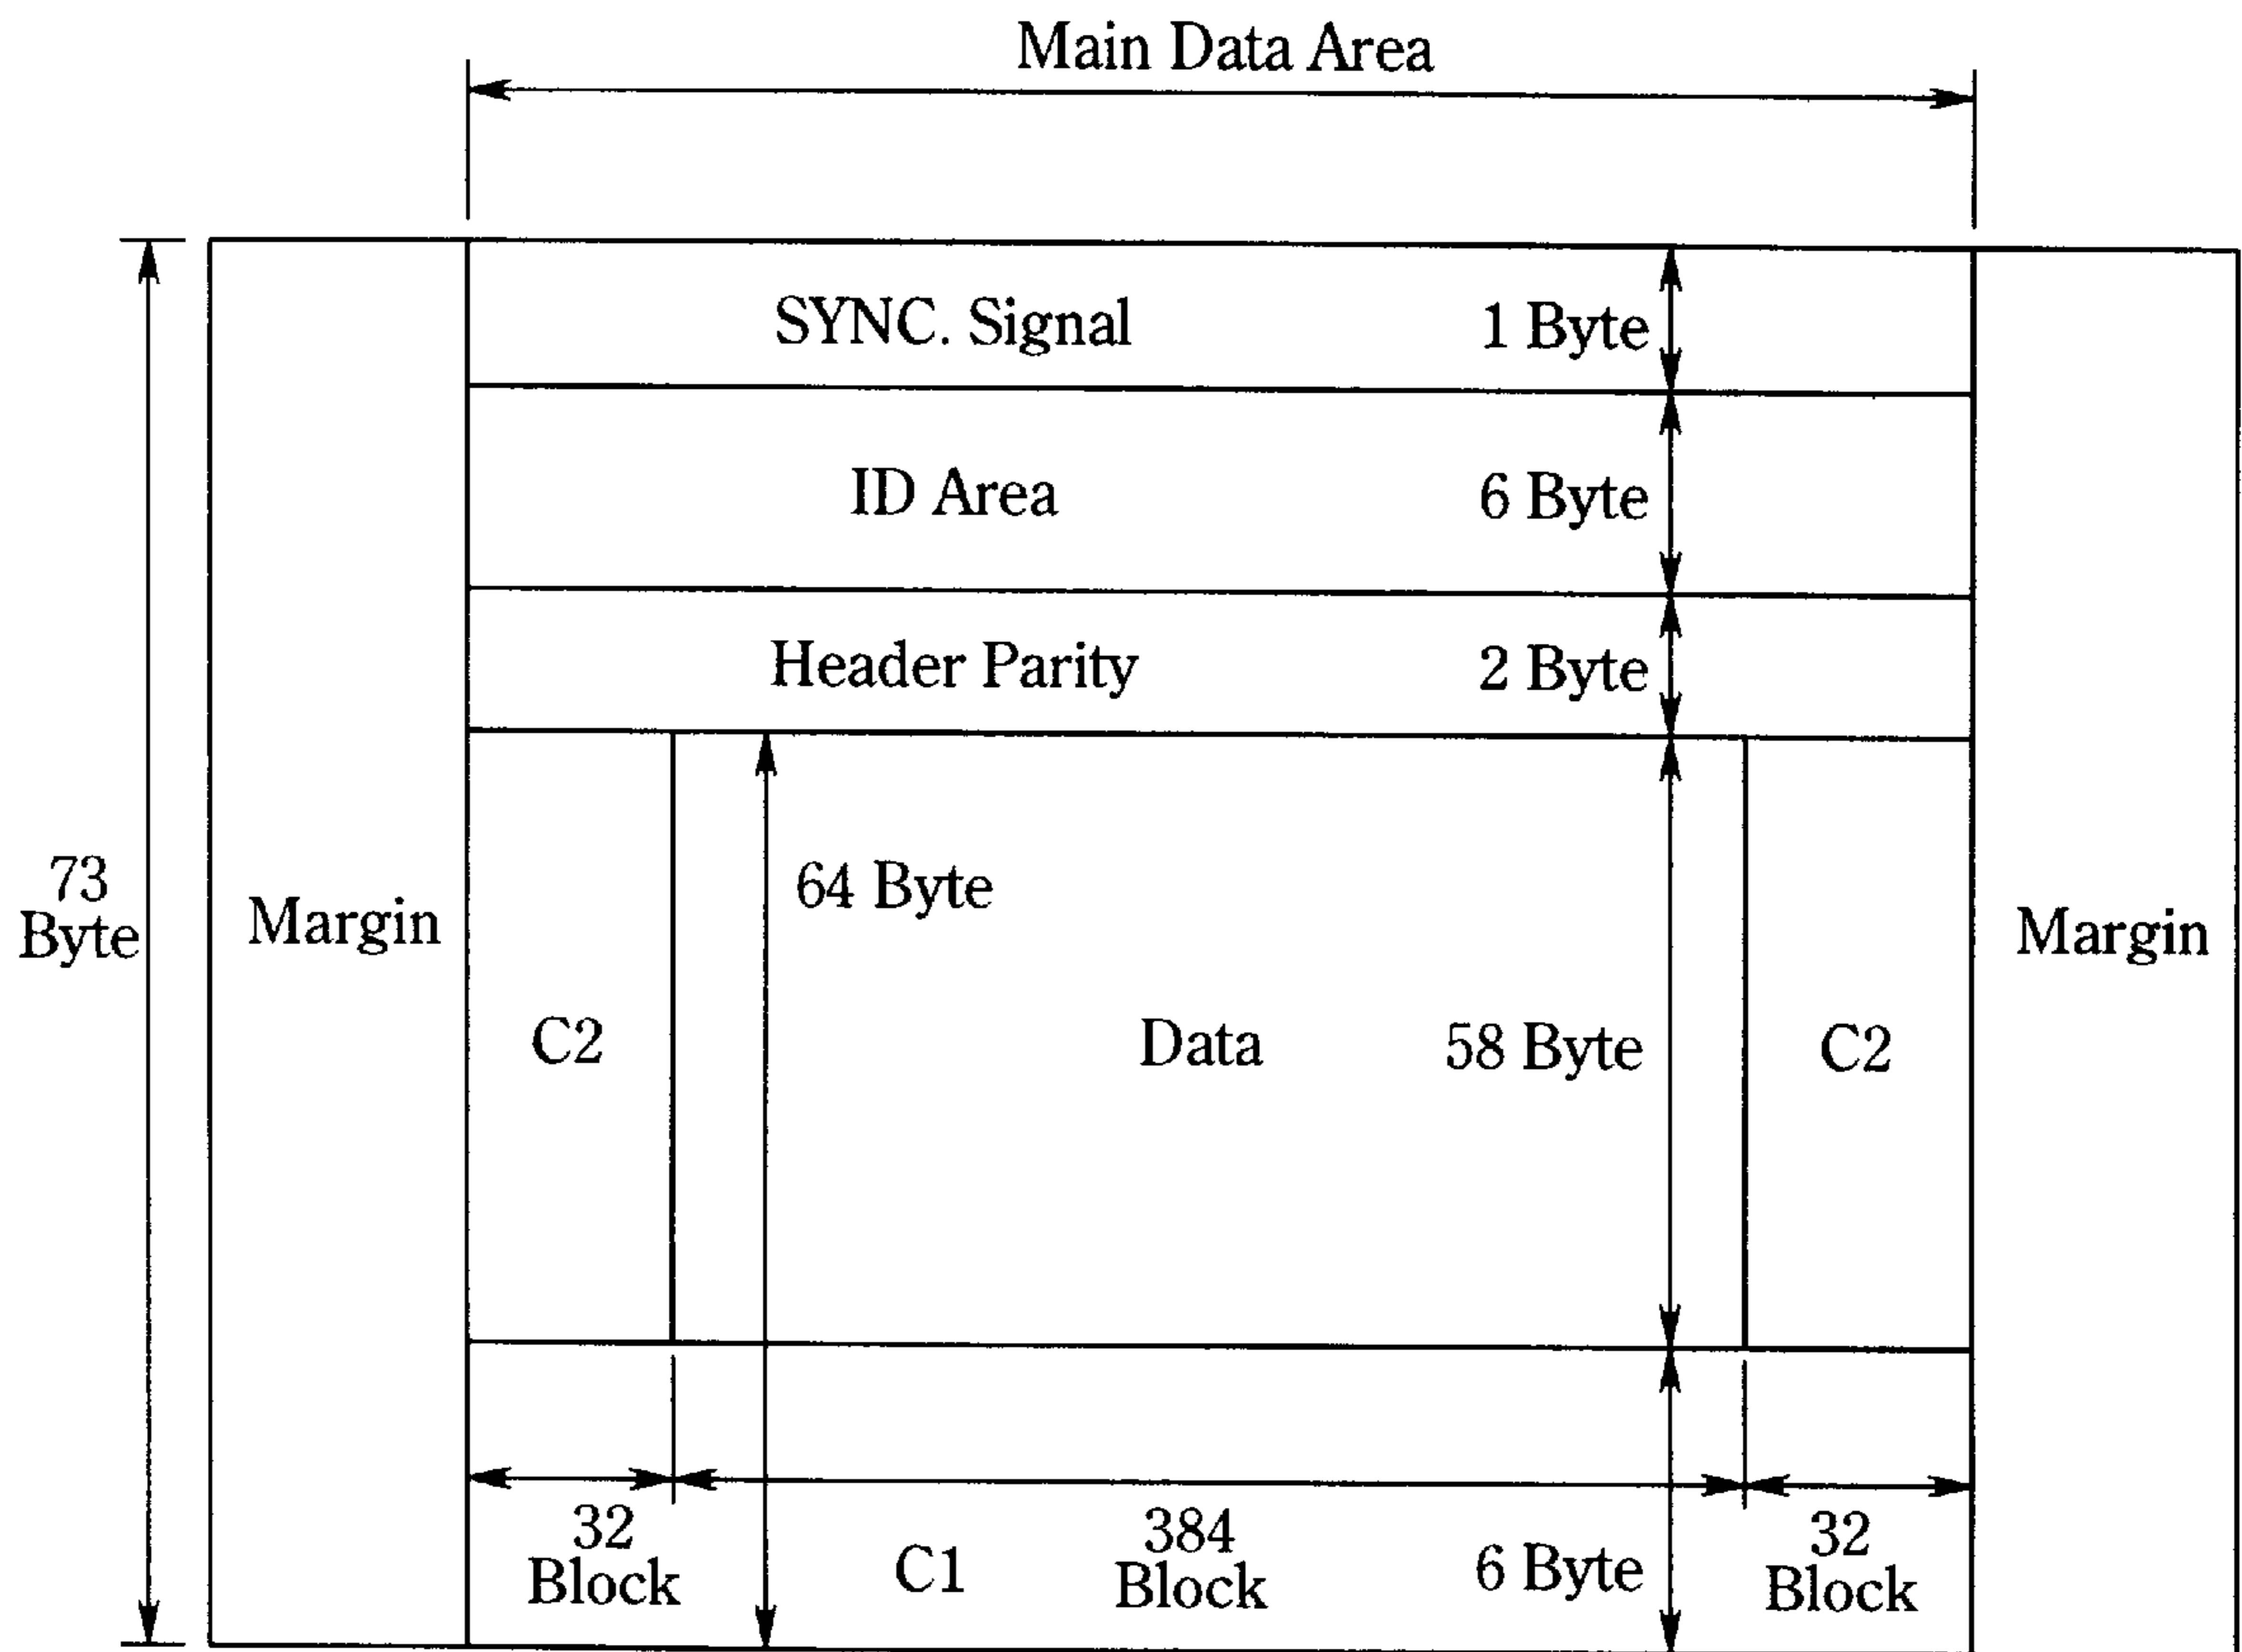 Main Data Area
SYNC. Signal
1 Byte
ID Area
6 Byte
Header Parity
2 Byte
73
Byte
Margin
64 Byte
Margin
C2
Data
58 Byte
C2
32
Block
C1
384
Block
6 Byte
32
Block